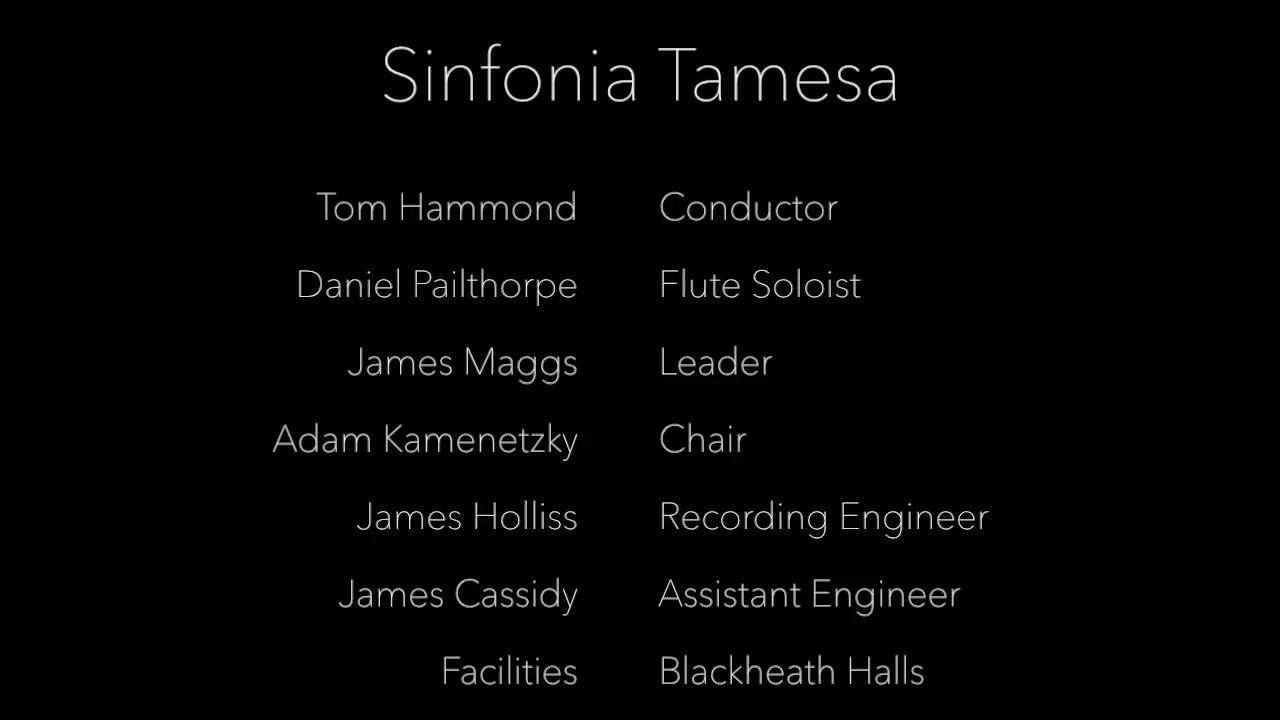 Sinfonia Tamesa
Tom Hammond Conductor
Daniel Pailthorpe Flute Soloist
James Maggs Leader
Adam Kamenetzky Chair
James Holliss Recording Engineer
James Cassidy Assistant Engineer
Facilities Blackheath Halls